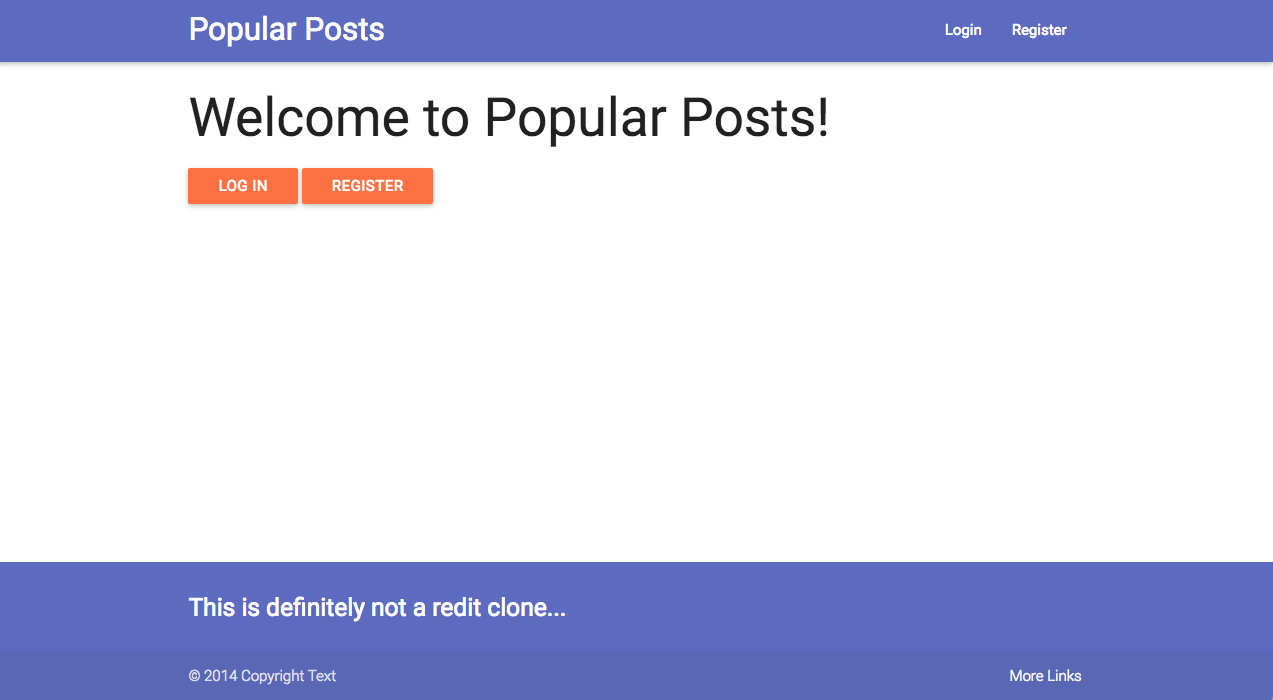 Popular Posts
Login
Register
Welcome to Popular Posts!
LOG IN
REGISTER
This is definitely not a redit clone...
© 2014 Copyright Text
More Links